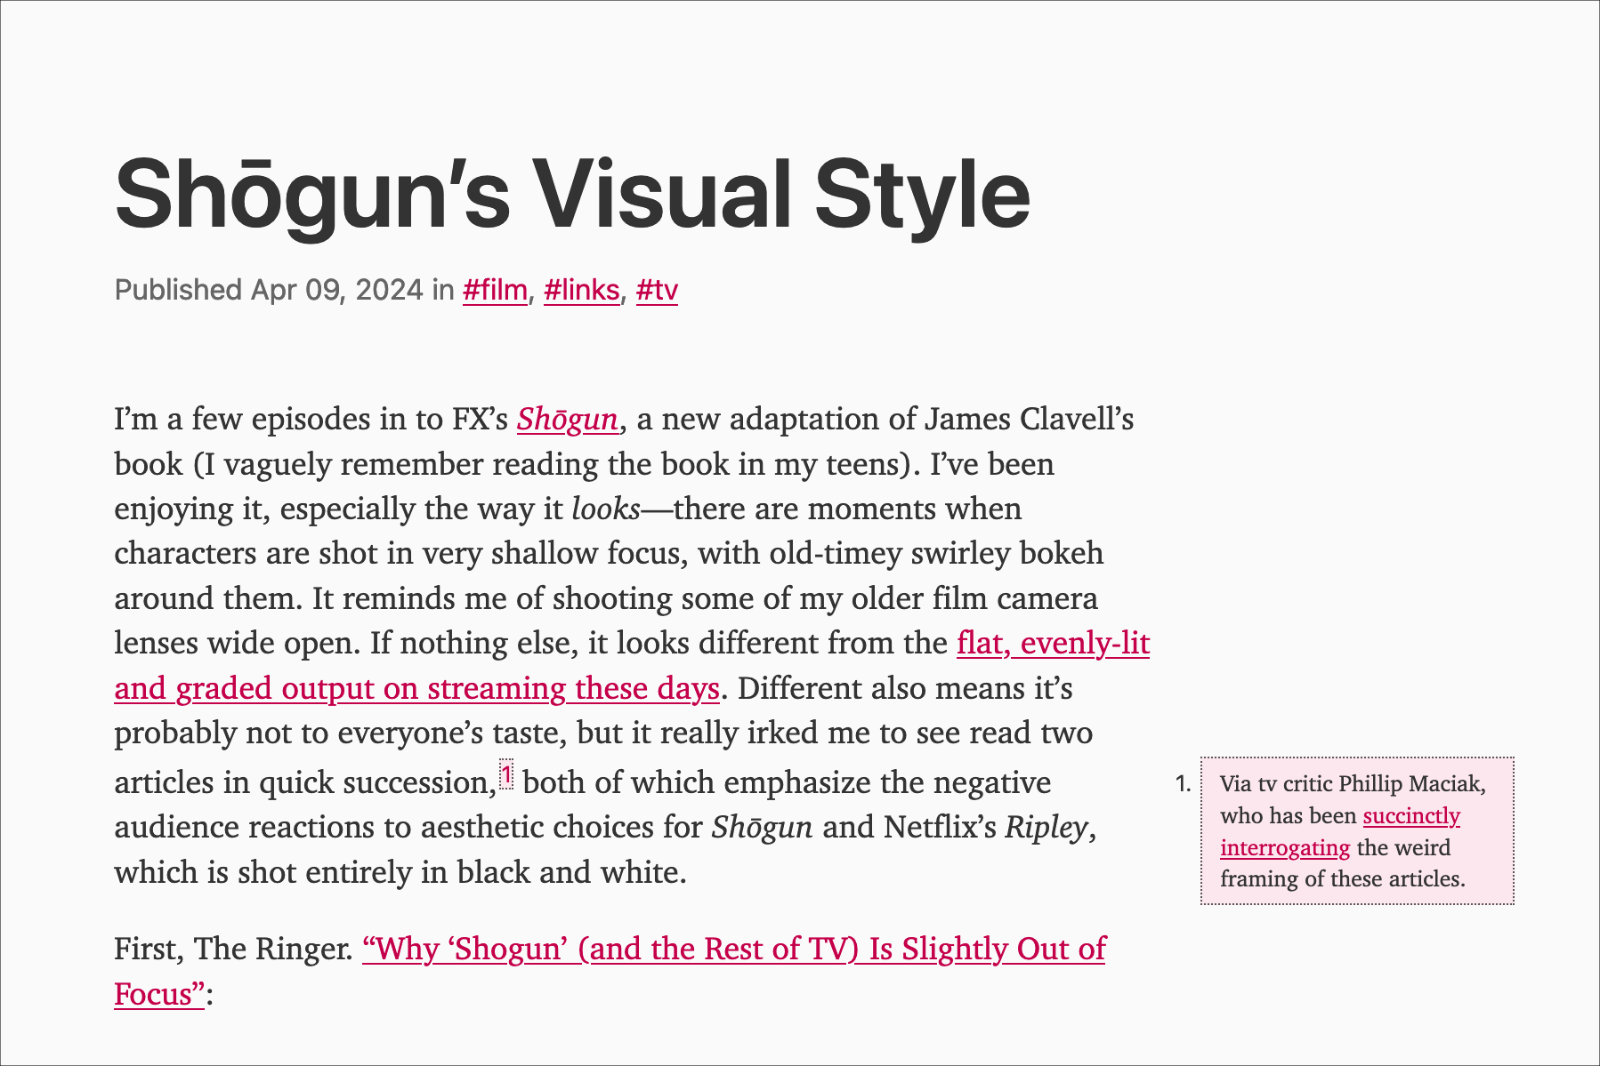 Shōgun’s Visual Style
Published Apr 09, 2024 in #film, #links, #tv
I’m a few episodes in to FX’s Shōgun, a new adaptation of James Clavell’s
book (I vaguely remember reading the book in my teens). I’ve been
enjoying it, especially the way it looks—there are moments when
characters are shot in very shallow focus, with old-timey swirley bokeh
around them. It reminds me of shooting some of my older film camera
lenses wide open. If nothing else, it looks different from the flat, evenly-lit
and graded output on streaming these days. Different also means it’s
probably not to everyone’s taste, but it really irked me to see read two
articles in quick succession,1 both of which emphasize the negative
audience reactions to aesthetic choices for Shōgun and Netflix’s Ripley,
which is shot entirely in black and white.
1. Via tv critic Phillip Maciak,
who has been succinctly
interrogating the weird
framing of these articles.
First, The Ringer. “Why ‘Shogun’ (and the Rest of TV) Is Slightly Out of
Focus”: